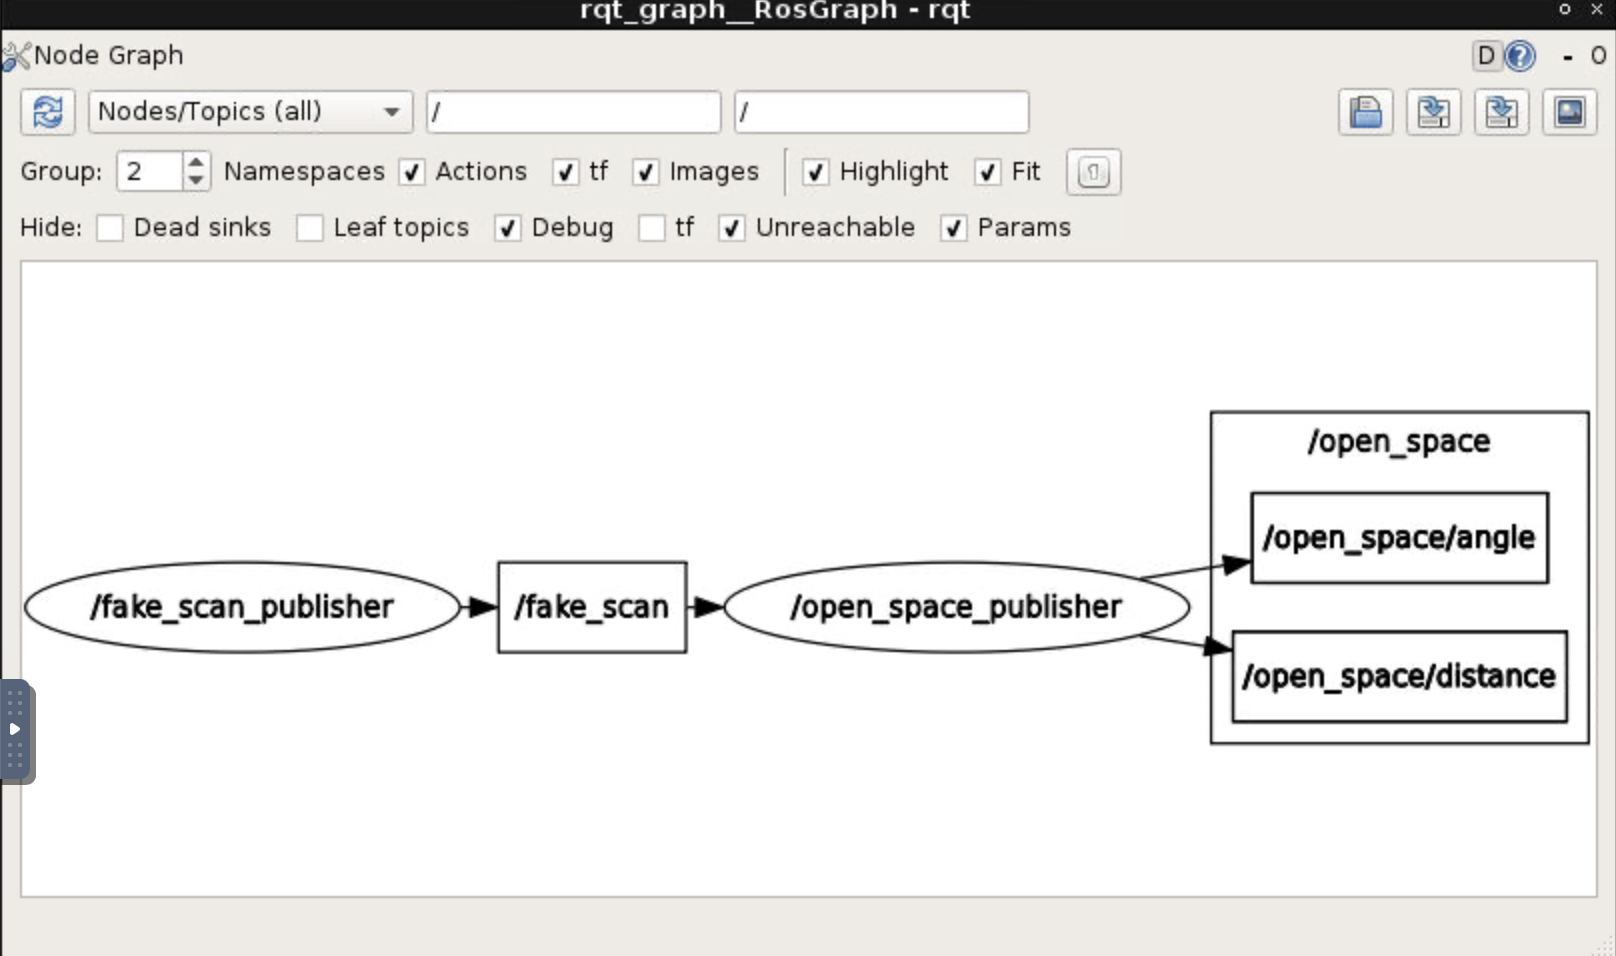 rqt_graph__RosGraph - rqt
Node Graph
D ? - O
Nodes/Topics (all) / /
Group: 2 Namespaces Actions tf Images Highlight Fit
Hide: Dead sinks Leaf topics Debug tf Unreachable Params
/open_space
/open_space/angle
/fake_scan_publisher /fake_scan /open_space_publisher
/open_space/distance